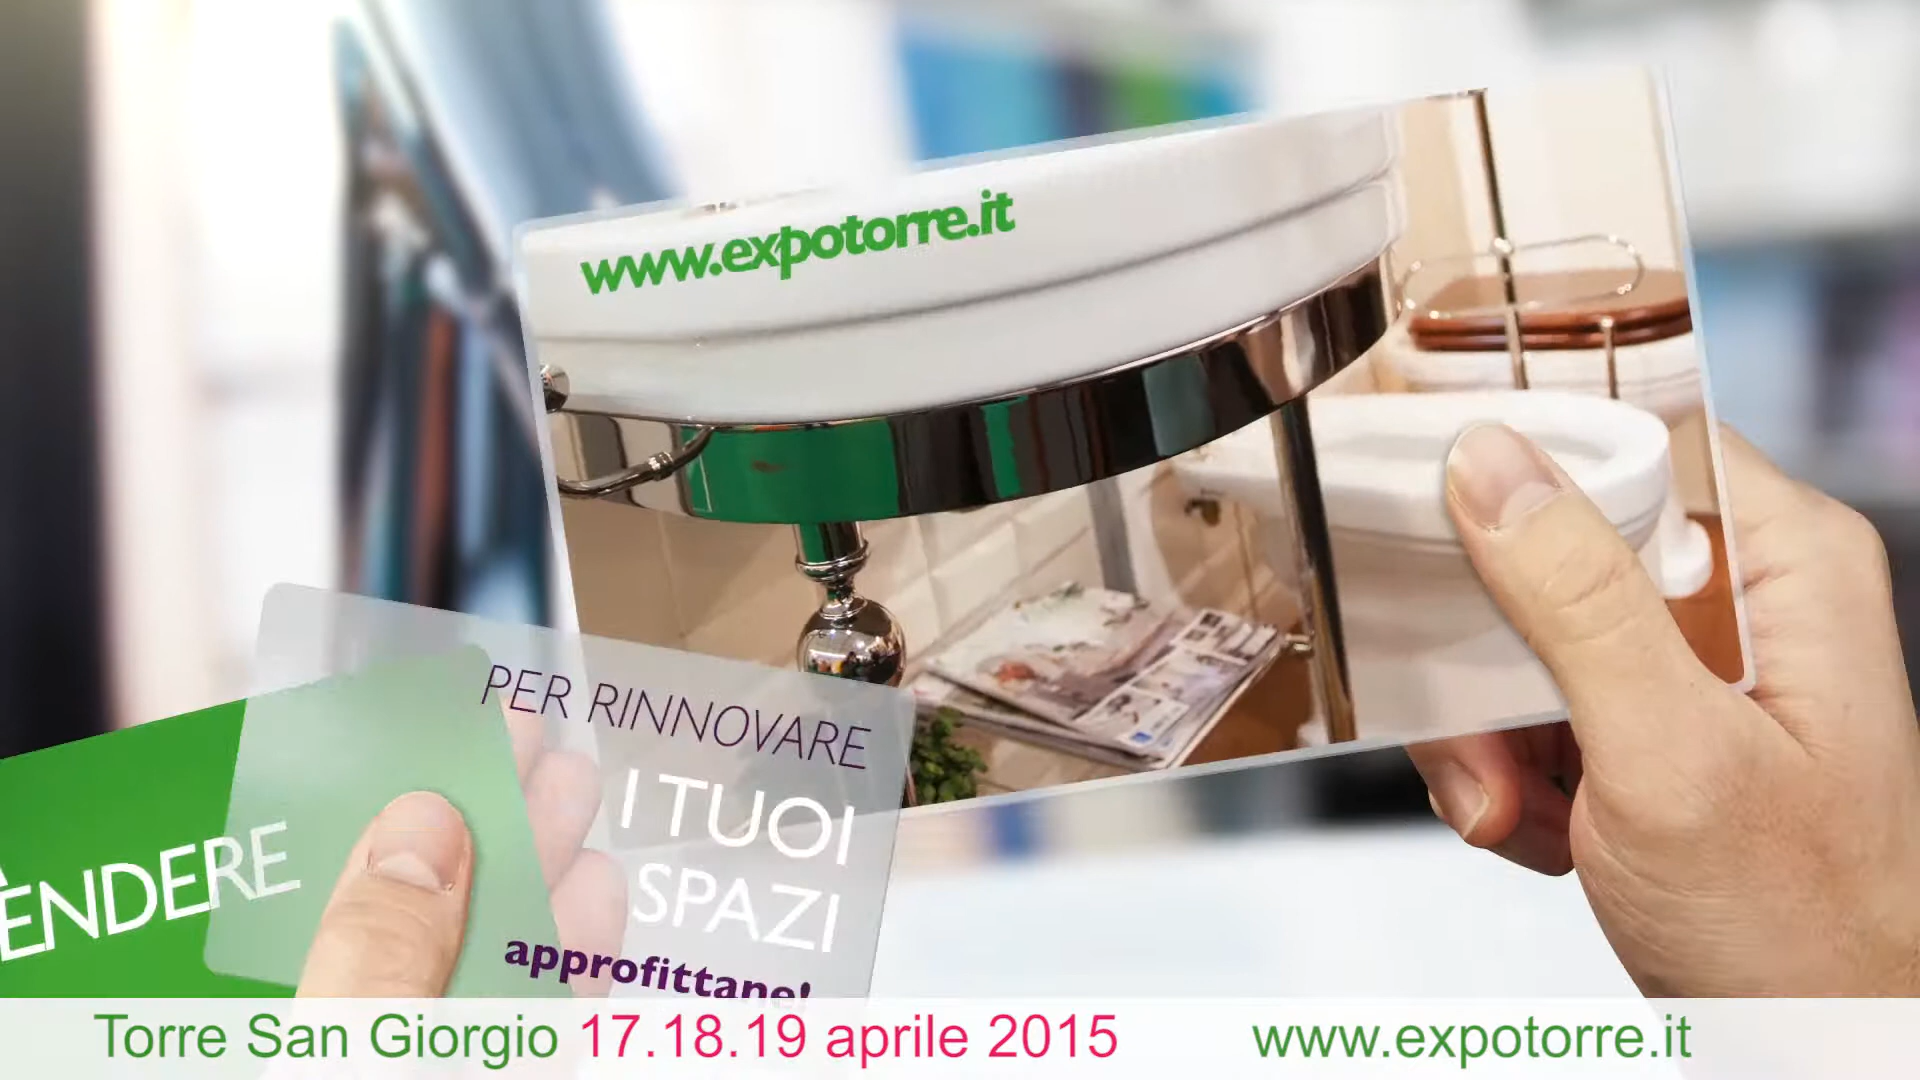 www.expotorre.it
PER RINNOVARE
I TUOI
SPAZI
approfittane!
ENDERE
Torre San Giorgio 17.18.19 aprile 2015 www.expotorre.it